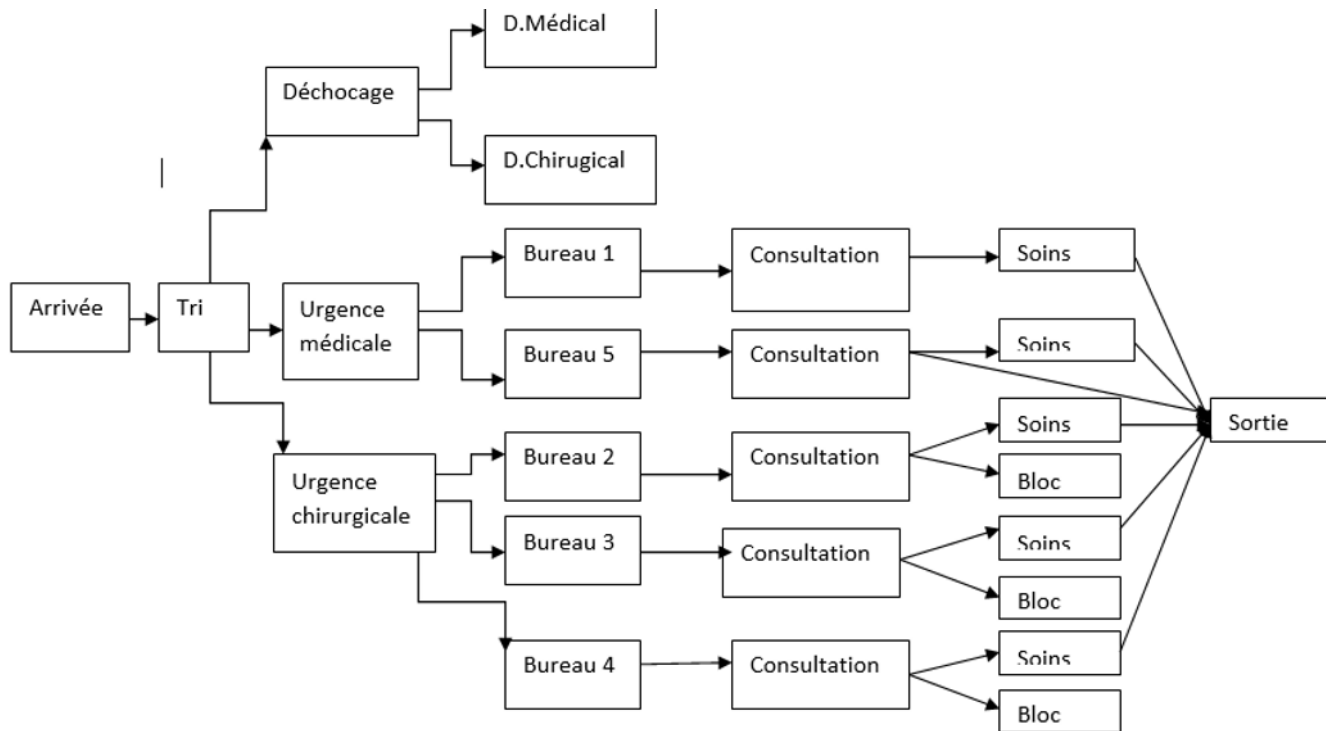 D.Médical
Déchocage
D.Chirugical
Arrivée
Tri
Urgence
médicale
Bureau 1
Consultation
Soins
Bureau 5
Consultation
Soins
Sortie
Urgence
chirurgicale
Bureau 2
Consultation
Soins
Bloc
Bureau 3
Consultation
Soins
Bloc
Bureau 4
Consultation
Soins
Bloc